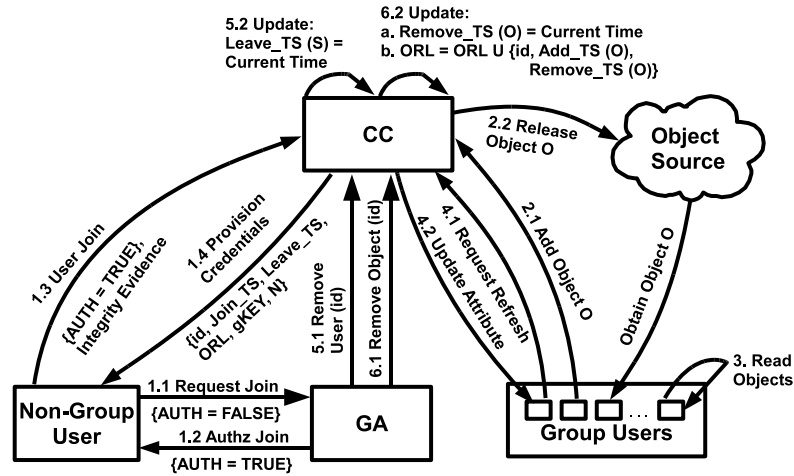 5.2 Update:
Leave_TS (S) =
Current Time
6.2 Update:
a. Remove_TS (O) = Current Time
b. ORL = ORL U {id, Add_TS (O),
Remove_TS (O)}
CC
2.2 Release
Object O
Object
Source
1.3 User Join
{AUTH = TRUE},
Integrity Evidence
1.4 Provision
Credentials
{id, Join_TS, Leave_TS,
ORL, gKEY, N}
5.1 Remove
User (id)
6.1 Remove Object (id)
4.2 Update
Attribute
4.1 Request Refresh
2.1 Add Object O
Obtain Object O
3. Read
Objects
Non-Group
User
1.1 Request Join
{AUTH = FALSE}
1.2 Authz Join
{AUTH = TRUE}
GA
...
Group Users